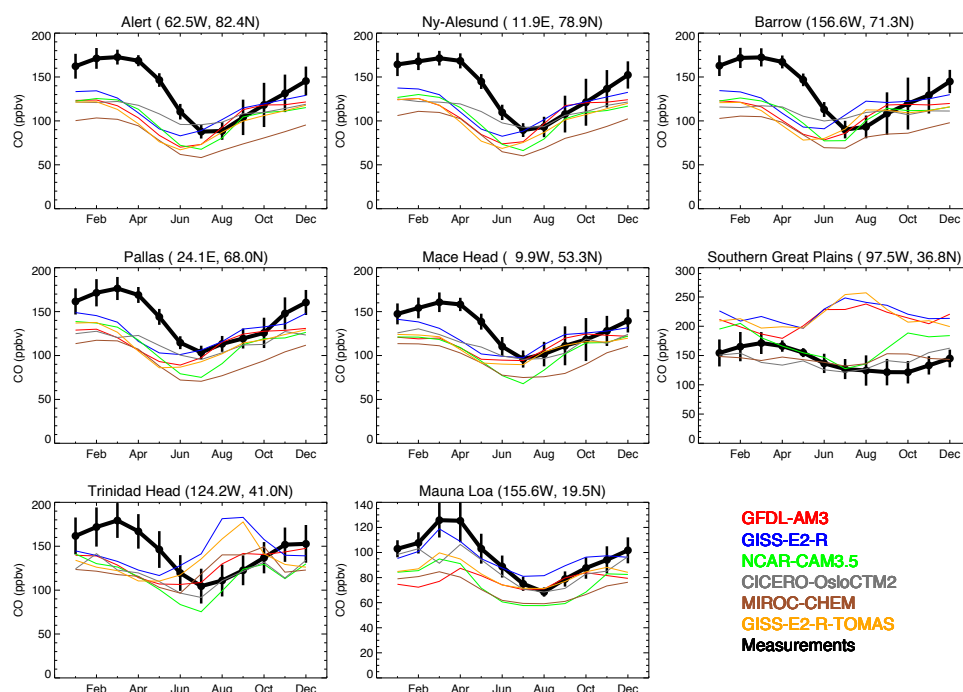 Alert ( 62.5W, 82.4N)
Ny-Alesund ( 11.9E, 78.9N)
Barrow (156.6W, 71.3N)
CO (ppbv)
200
150
100
50
0
Feb Apr Jun Aug Oct Dec
CO (ppbv)
200
150
100
50
0
Feb Apr Jun Aug Oct Dec
CO (ppbv)
200
150
100
50
0
Feb Apr Jun Aug Oct Dec
Pallas ( 24.1E, 68.0N)
Mace Head ( 9.9W, 53.3N)
Southern Great Plains ( 97.5W, 36.8N)
CO (ppbv)
200
150
100
50
0
Feb Apr Jun Aug Oct Dec
CO (ppbv)
200
150
100
50
0
Feb Apr Jun Aug Oct Dec
CO (ppbv)
300
250
200
150
100
50
0
Feb Apr Jun Aug Oct Dec
Trinidad Head (124.2W, 41.0N)
Mauna Loa (155.6W, 19.5N)
CO (ppbv)
200
150
100
50
0
Feb Apr Jun Aug Oct Dec
CO (ppbv)
140
120
100
80
60
40
20
0
Feb Apr Jun Aug Oct Dec
GFDL-AM3
GISS-E2-R
NCAR-CAM3.5
CICERO-OsloCTM2
MIROC-CHEM
GISS-E2-R-TOMAS
Measurements